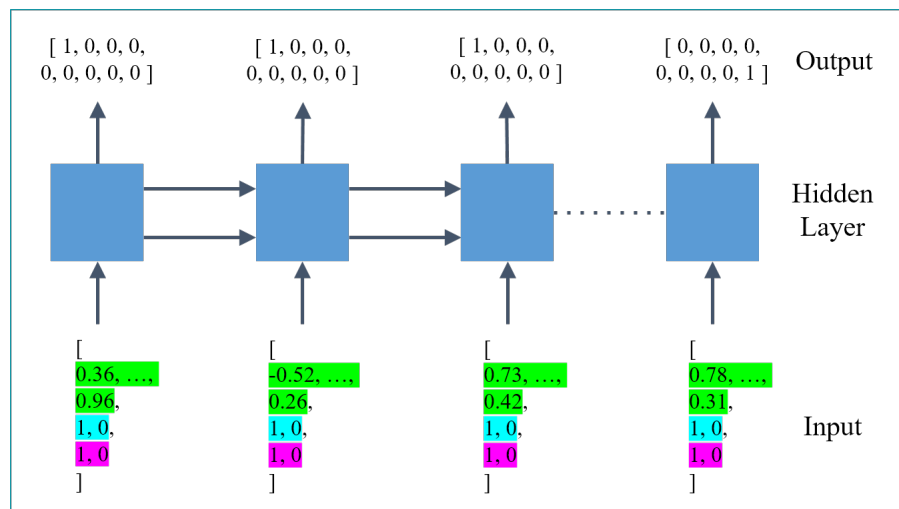 [ 1, 0, 0, 0,
0, 0, 0, 0, 0 ]
[ 1, 0, 0, 0,
0, 0, 0, 0, 0 ]
[ 1, 0, 0, 0,
0, 0, 0, 0, 0 ]
[ 0, 0, 0, 0,
0, 0, 0, 0, 1 ]
Output
Hidden
Layer
[
0.36, …,
0.96,
1, 0,
1, 0
]
[
-0.52, …,
0.26,
1, 0,
1, 0
]
[
0.73, …,
0.42,
1, 0,
1, 0
]
[
0.78, …,
0.31,
1, 0,
1, 0
]
Input